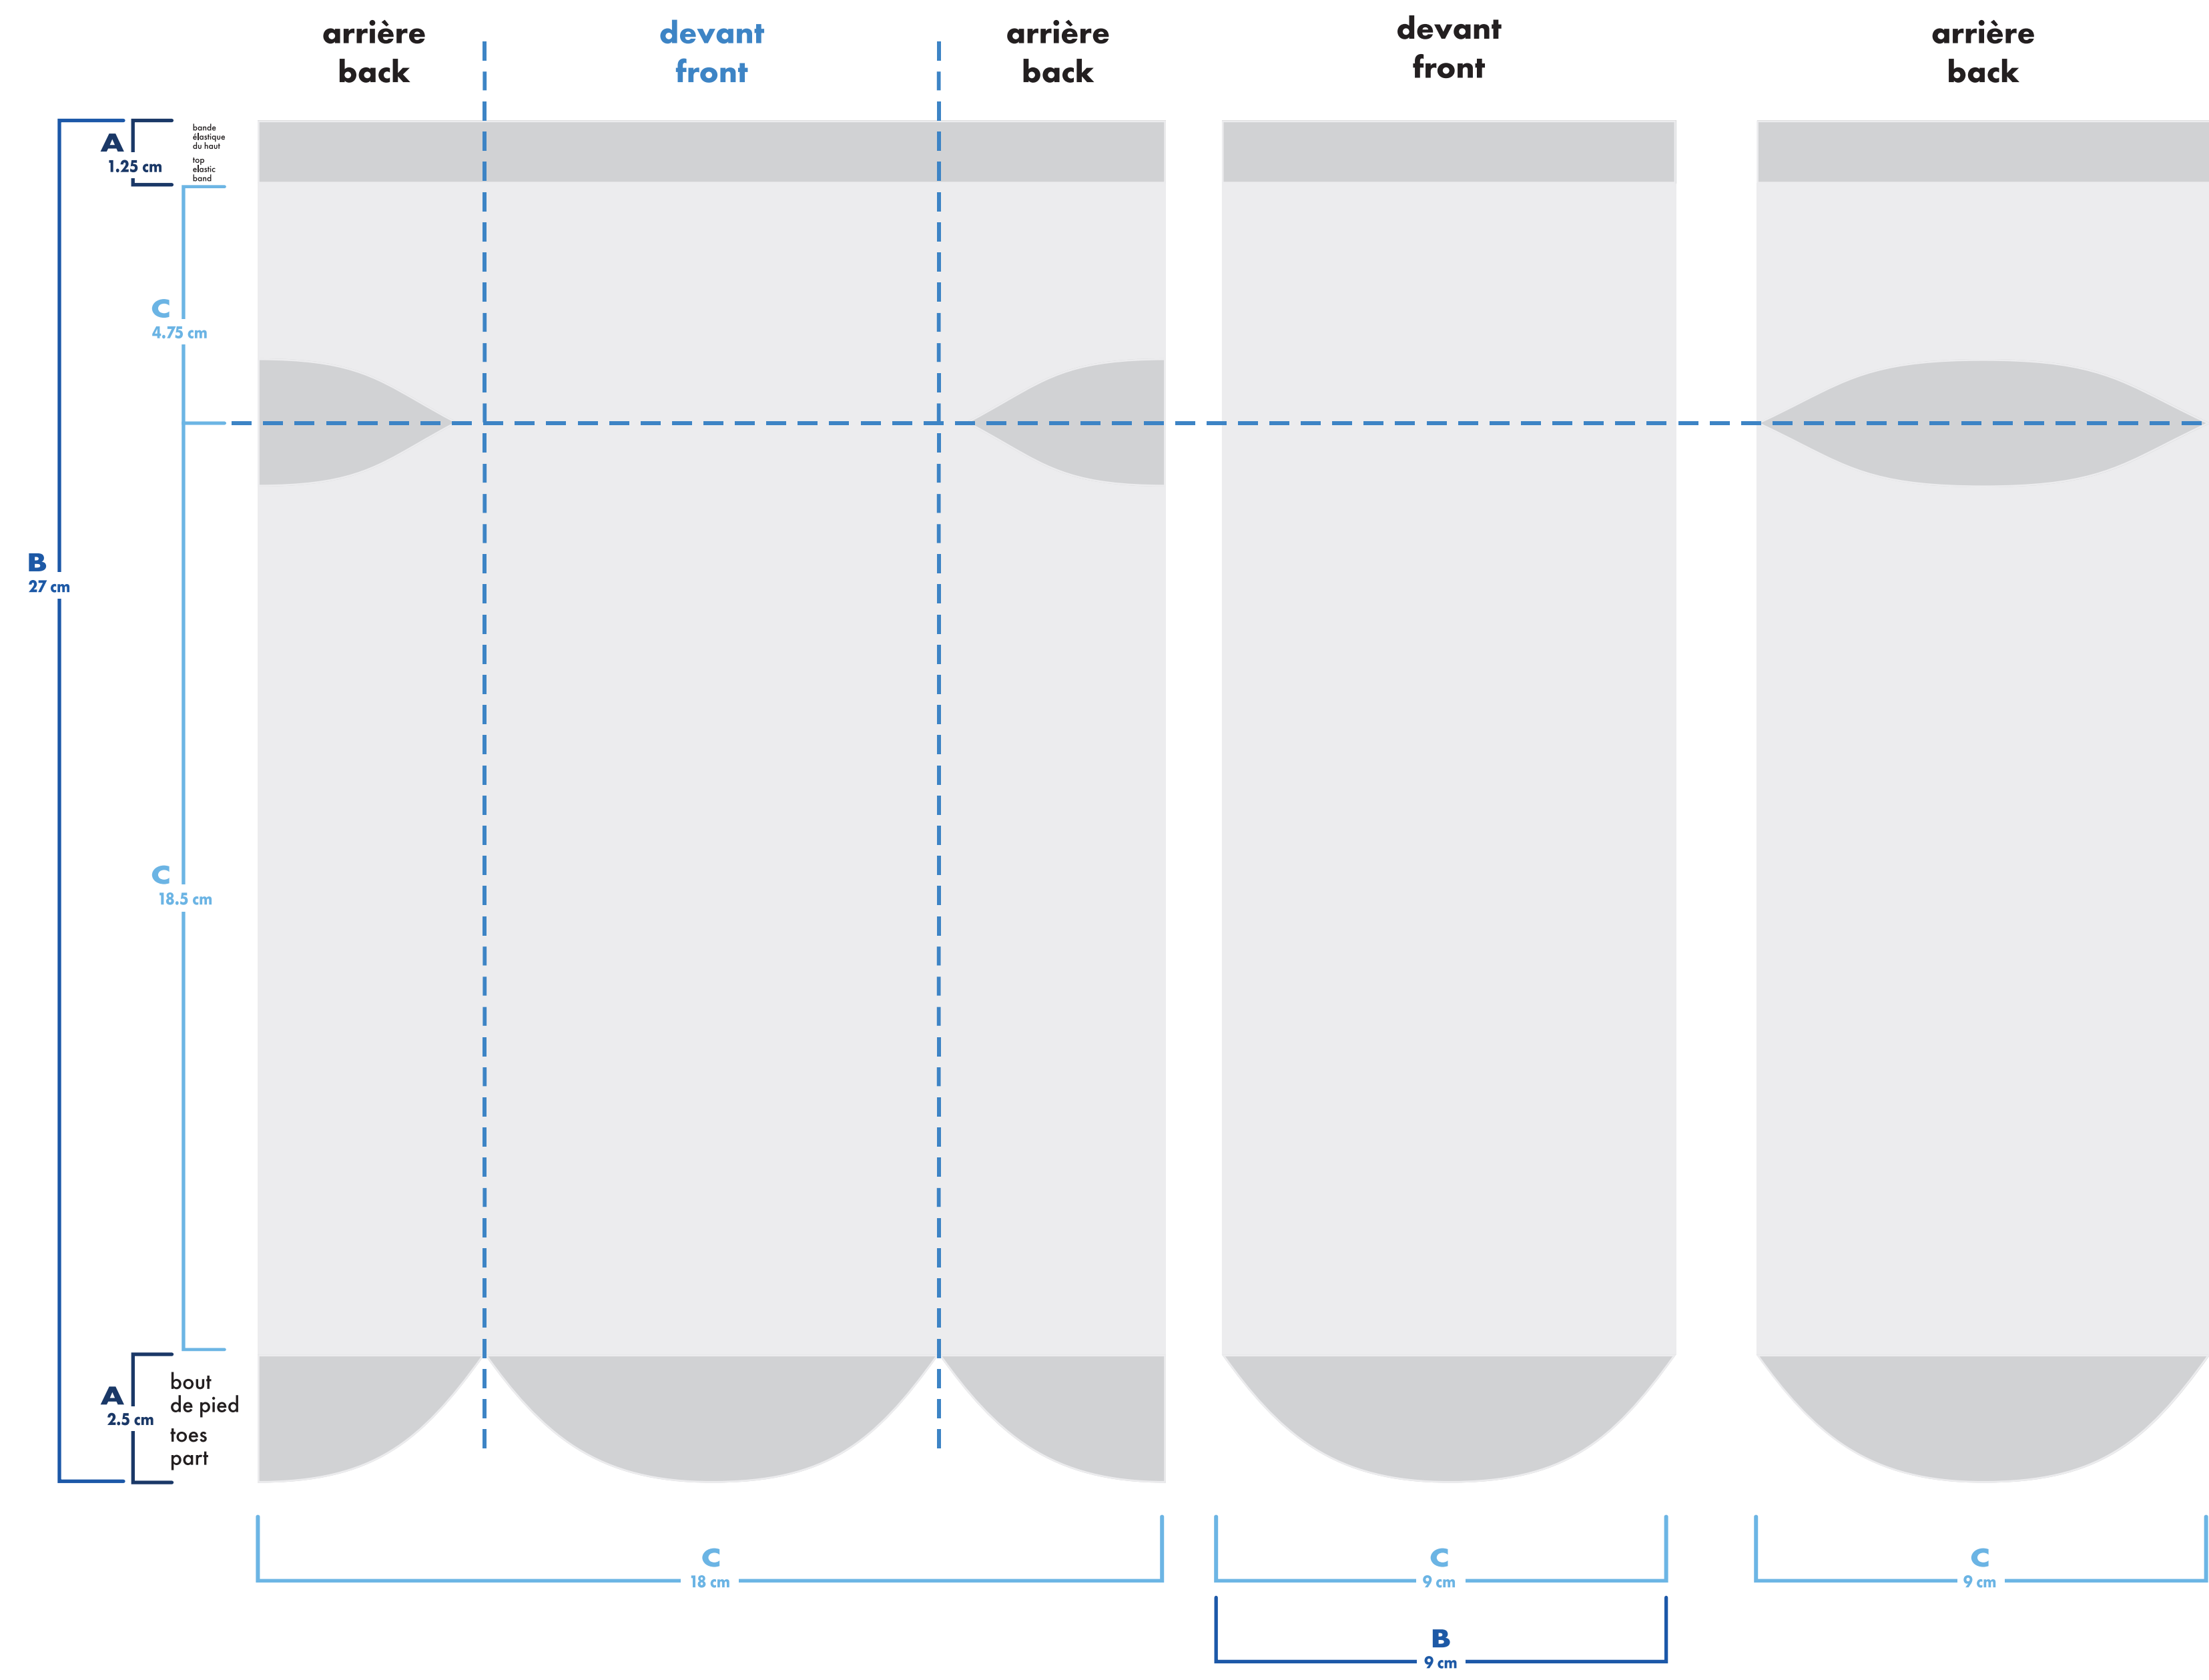 arrière
back
devant
front
arrière
back
devant
front
arrière
back
A
1.25 cm
bande
élastique
du haut
top
elastic
band
C
4.75 cm
B
27 cm
C
18.5 cm
A
2.5 cm
bout
de pied
toes
part
C
18 cm
C
9 cm
C
9 cm
B
9 cm